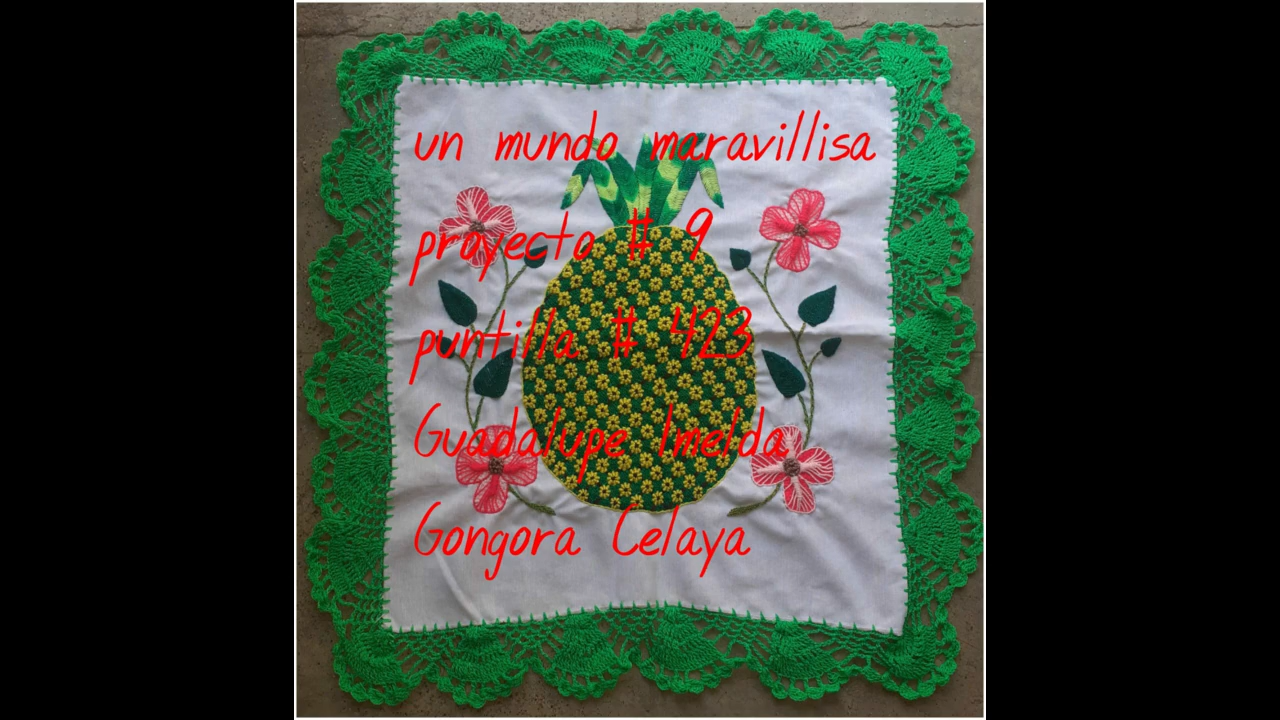 un mundo maravillisa
proyecto # 9
puntilla # 423
Guadalupe Imelda
Gongora Celaya